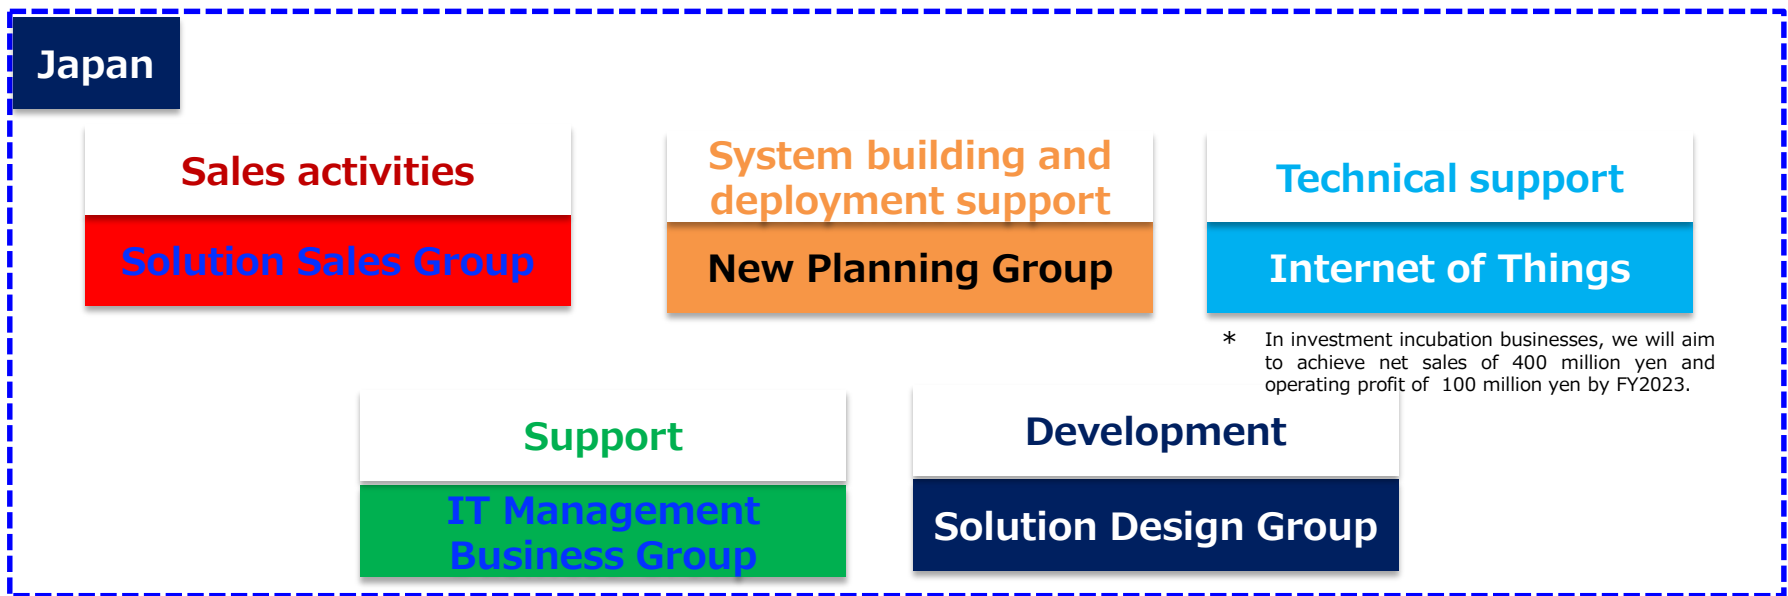 Japan
Sales activities
Solution Sales Group
System building and
deployment support
New Planning Group
Technical support
Internet of Things
* In investment incubation businesses, we will aim
to achieve net sales of 400 million yen and
operating profit of 100 million yen by FY2023.
Support
IT Management
Business Group
Development
Solution Design Group